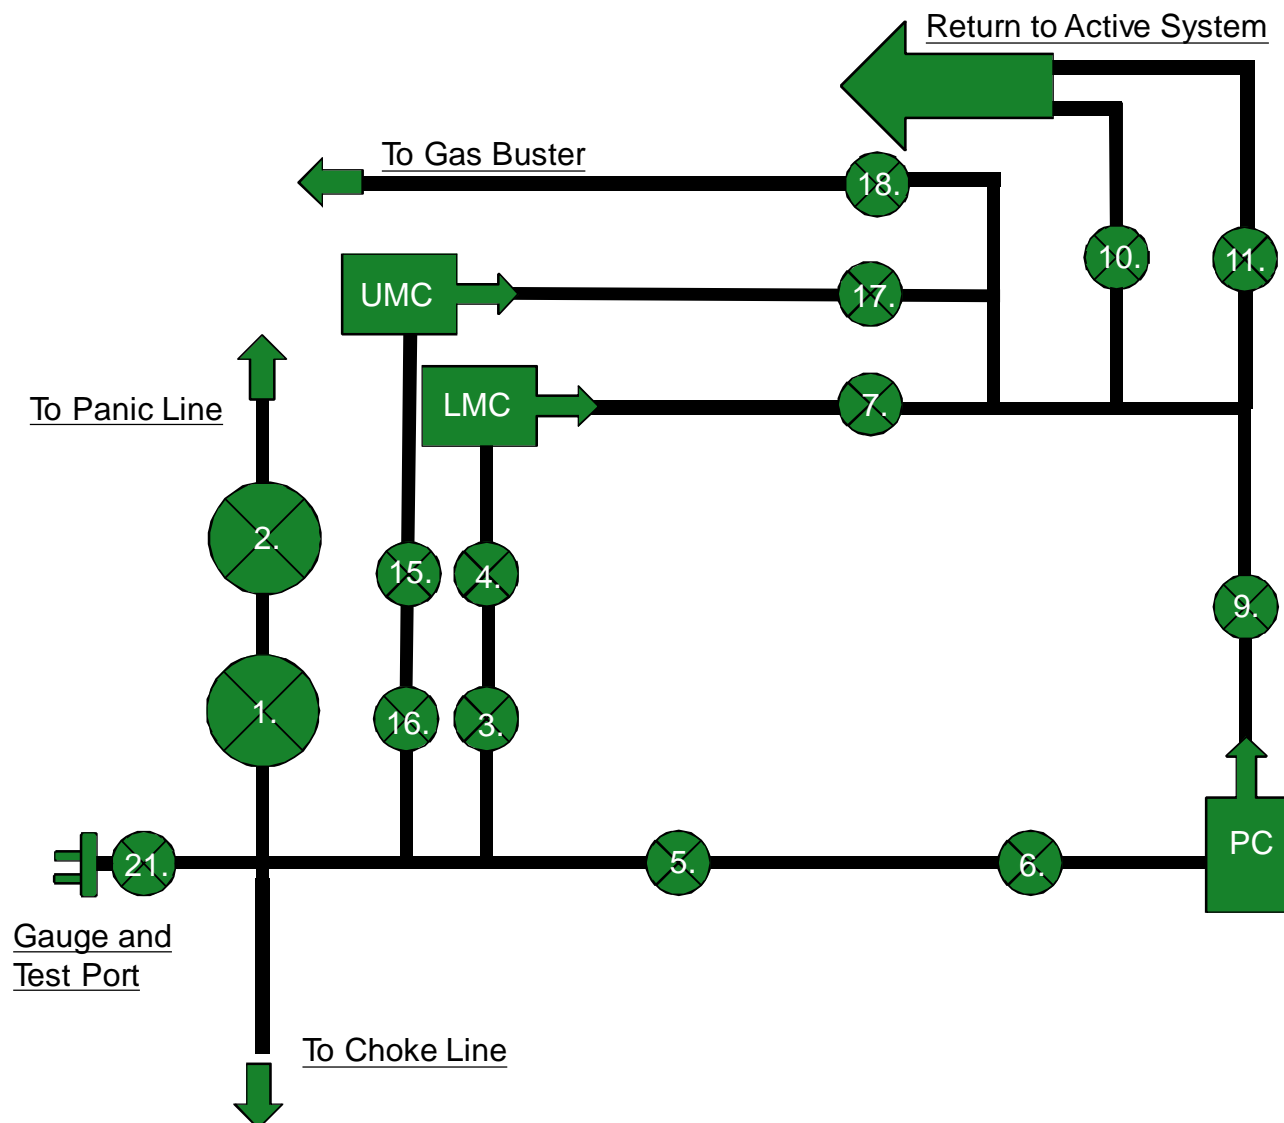 Return to Active System
To Gas Buster
18.
10.
11.
UMC
17.
To Panic Line
LMC
7.
2.
15.
4.
9.
1.
16.
3.
21.
5.
6.
PC
Gauge and
Test Port
To Choke Line